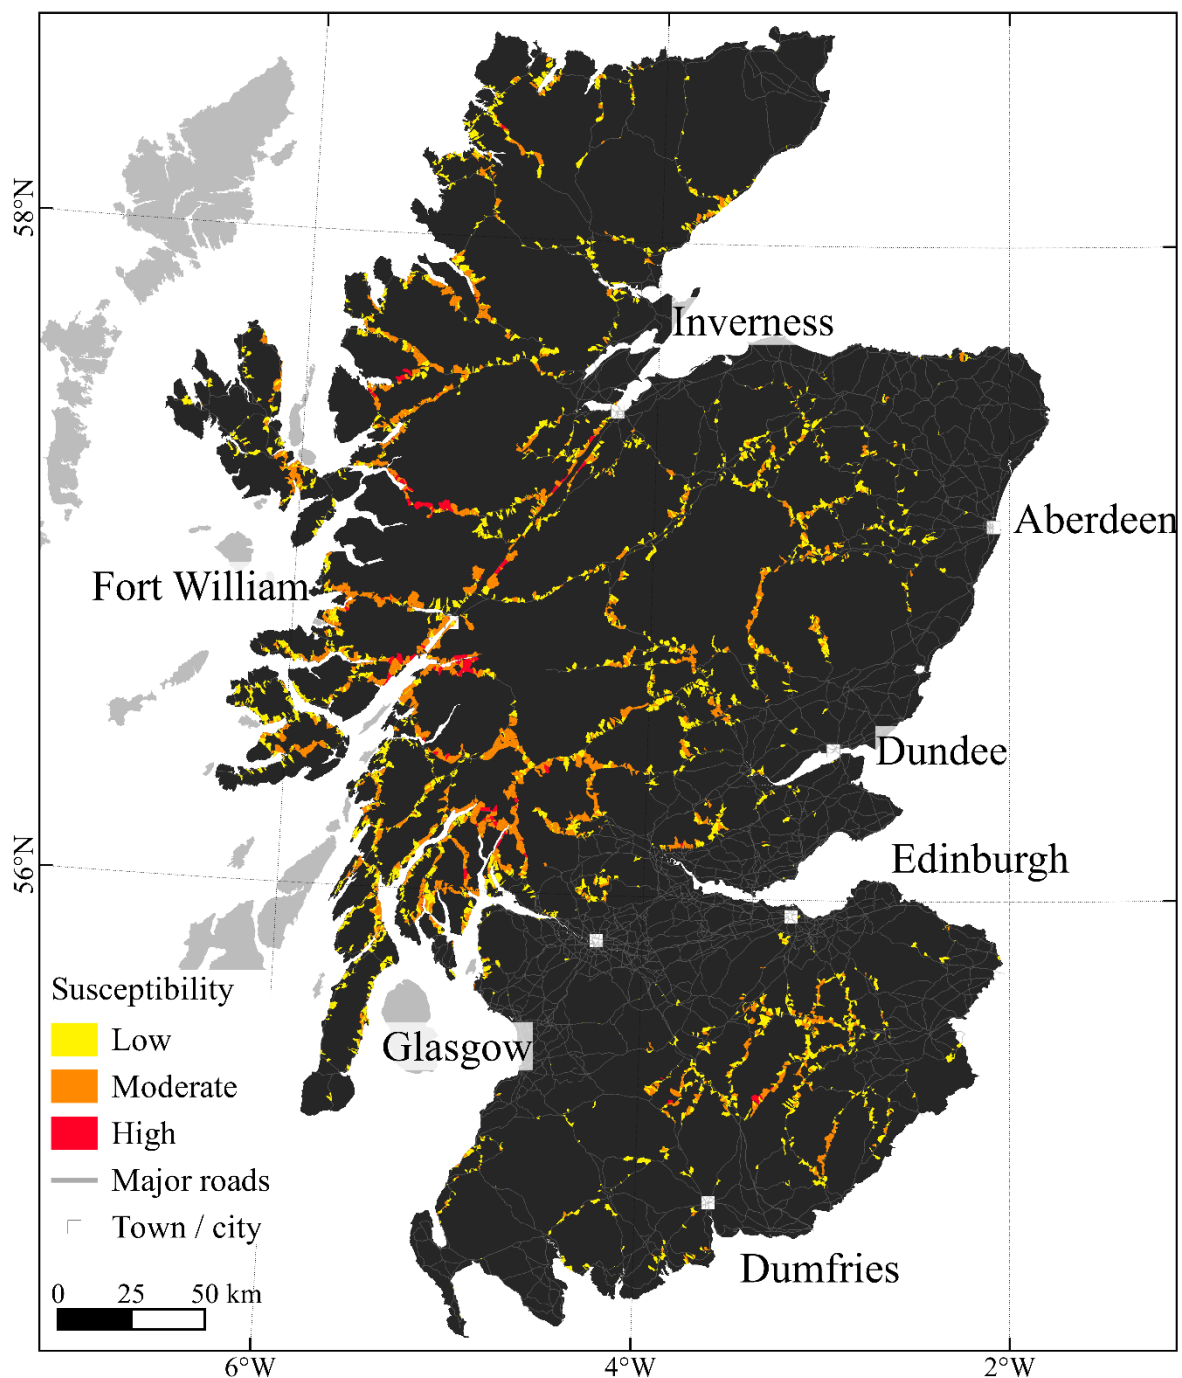 58°N
Inverness
Aberdeen
Fort William
Dundee
56°N
Edinburgh
Susceptibility
Low
Moderate
High
Major roads
Town / city
Glasgow
Dumfries
0 25 50 km
6°W 4°W 2°W